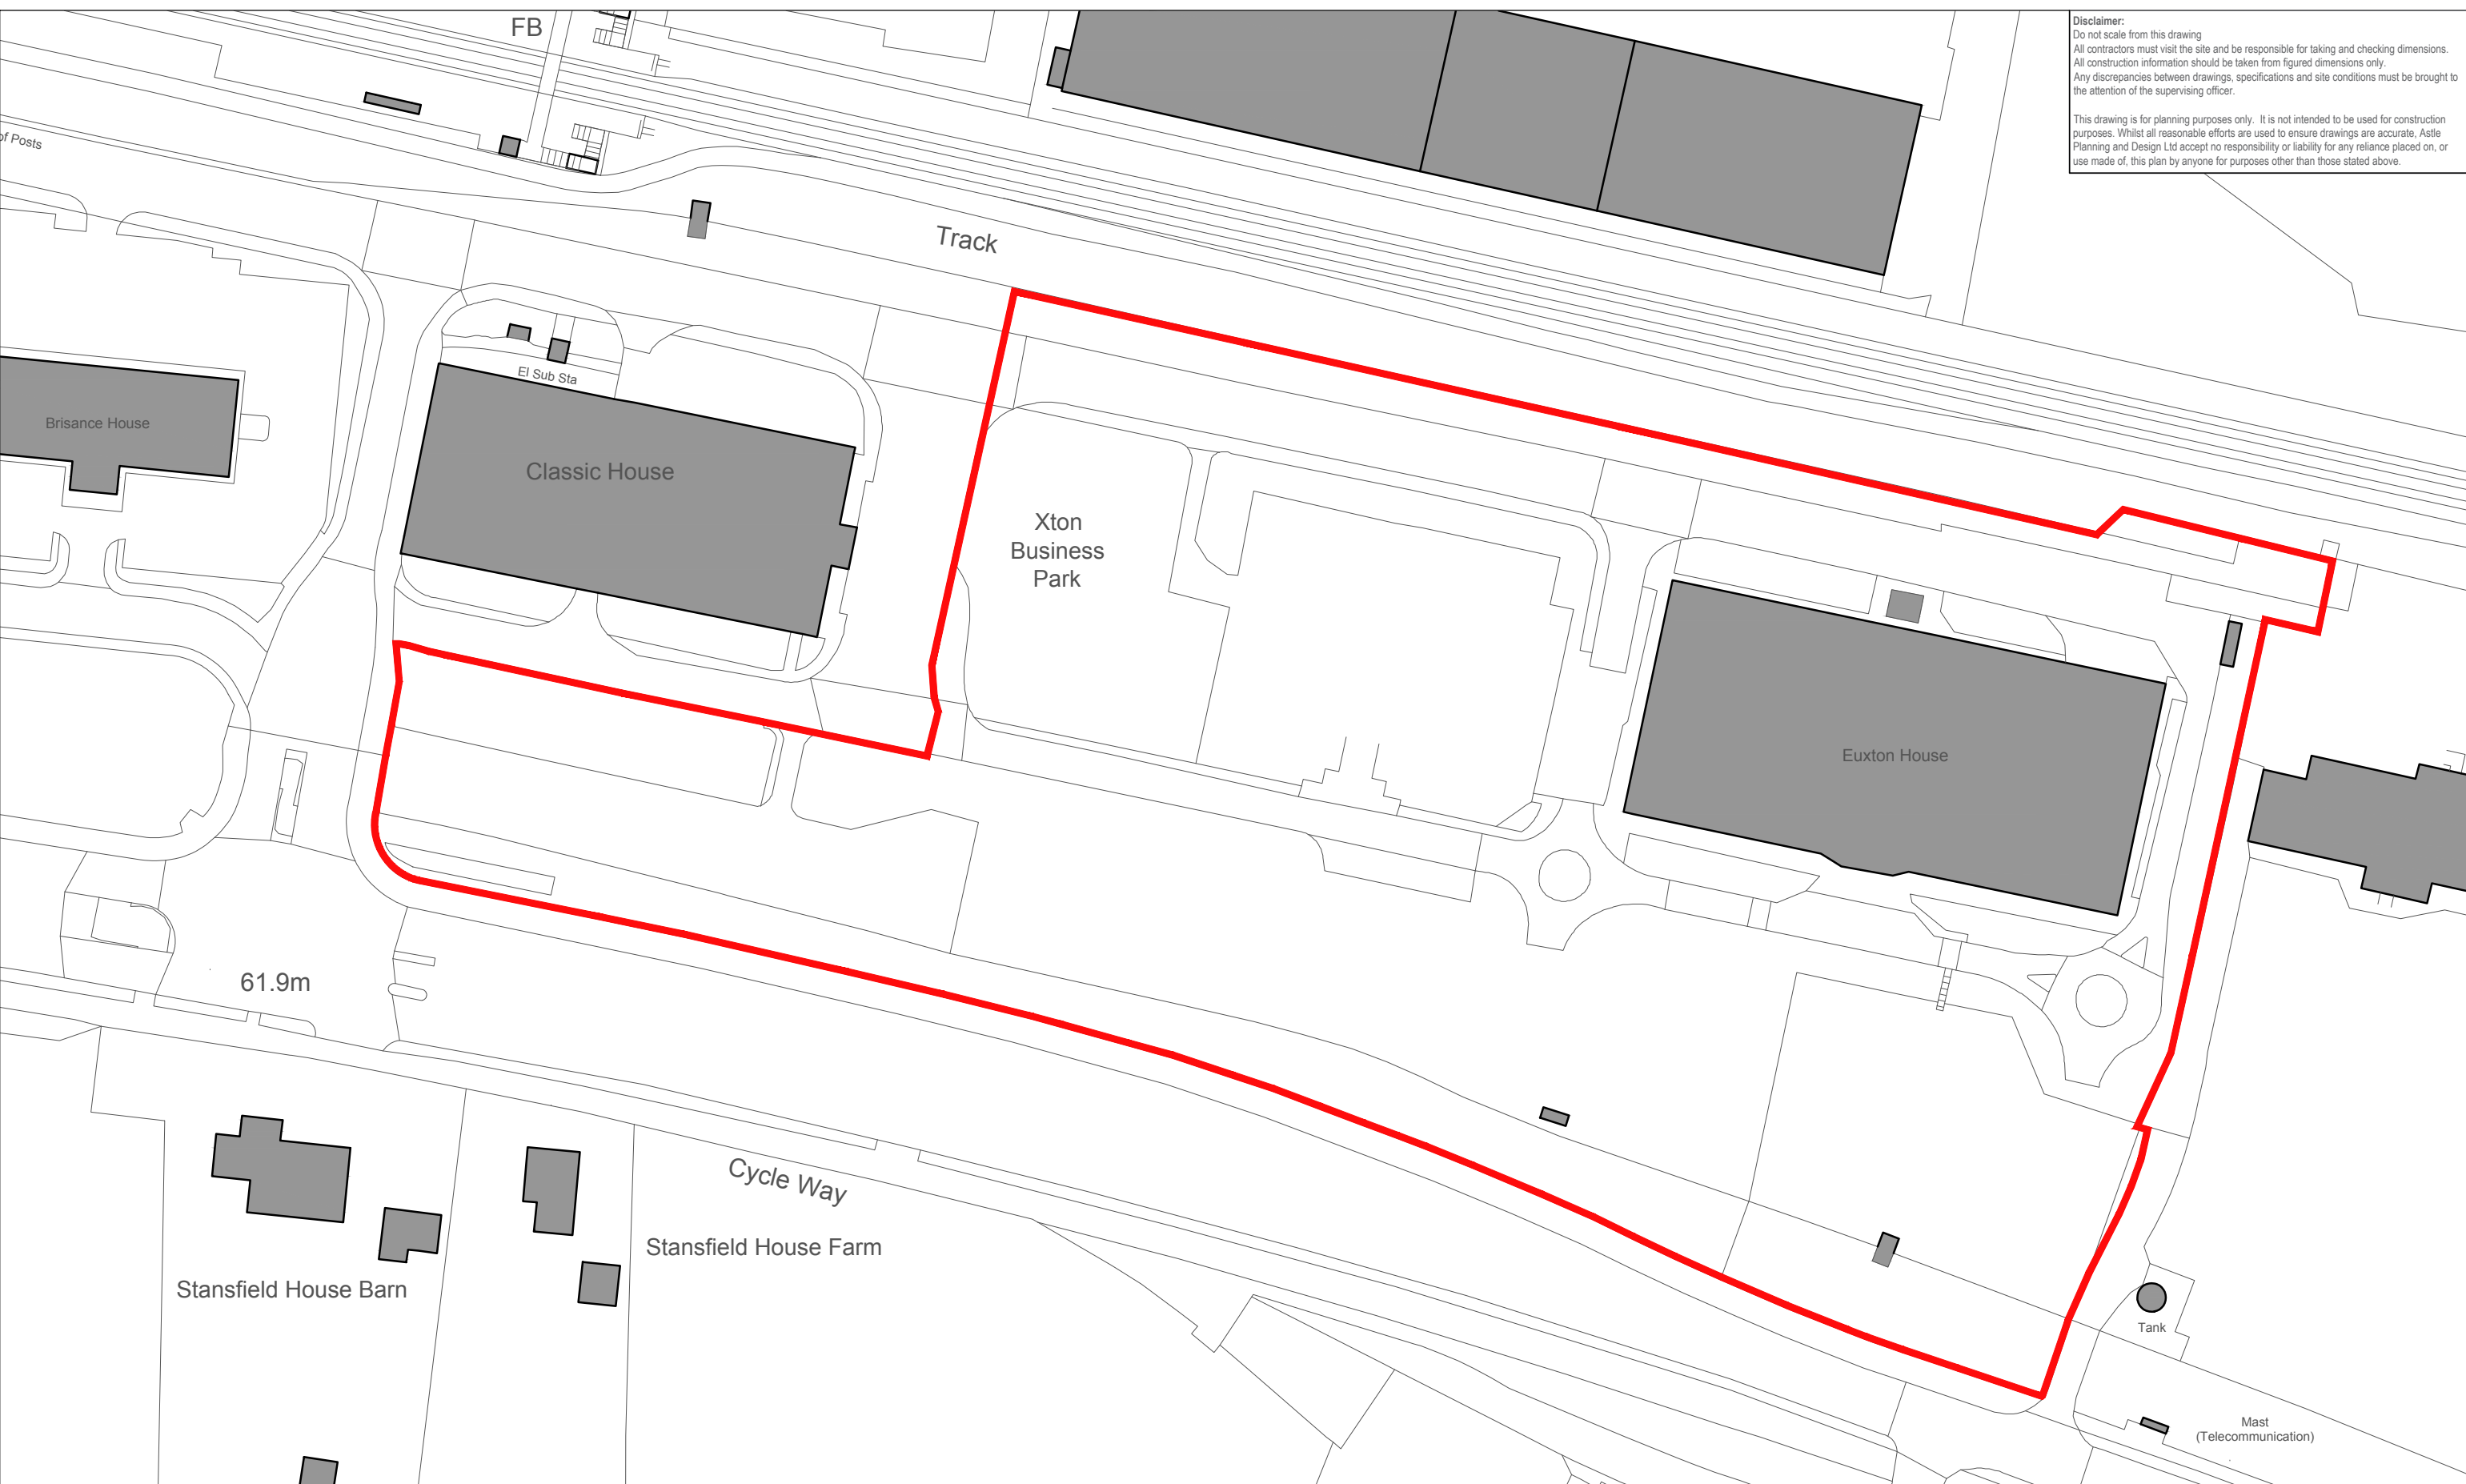 FB
Disclaimer:
Do not scale from this drawing
All contractors must visit the site and be responsible for taking and checking dimensions.
All construction information should be taken from figured dimensions only.
Any discrepancies between drawings, specifications and site conditions must be brought to
the attention of the supervising officer.
This drawing is for planning purposes only. It is not intended to be used for construction
purposes. Whilst all reasonable efforts are used to ensure drawings are accurate, Astle
Planning and Design Ltd accept no responsibility or liability for any reliance placed on, or
use made of, this plan by anyone for purposes other than those stated above.
of Posts
Track
El Sub Sta
Brisance House
Classic House
Xton
Business
Park
Euxton House
61.9m
Cycle Way
Stansfield House Farm
Stansfield House Barn
Tank
Mast
(Telecommunication)